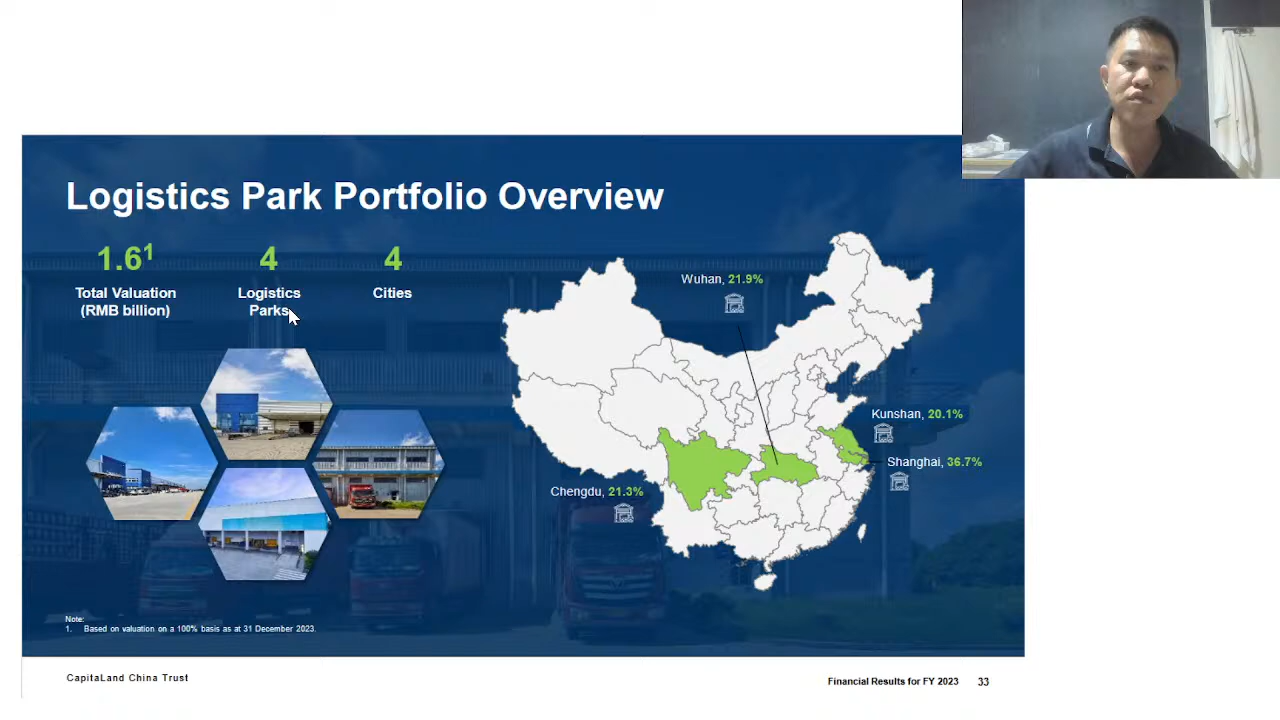 Logistics Park Portfolio Overview
1.6¹
Total Valuation
(RMB billion)
4
Logistics
Parks
4
Cities
Wuhan, 21.9%
Kunshan, 20.1%
Shanghai, 36.7%
Chengdu, 21.3%
Note:
1. Based on valuation on a 100% basis as at 31 December 2023.
CapitaLand China Trust
Financial Results for FY 2023
33